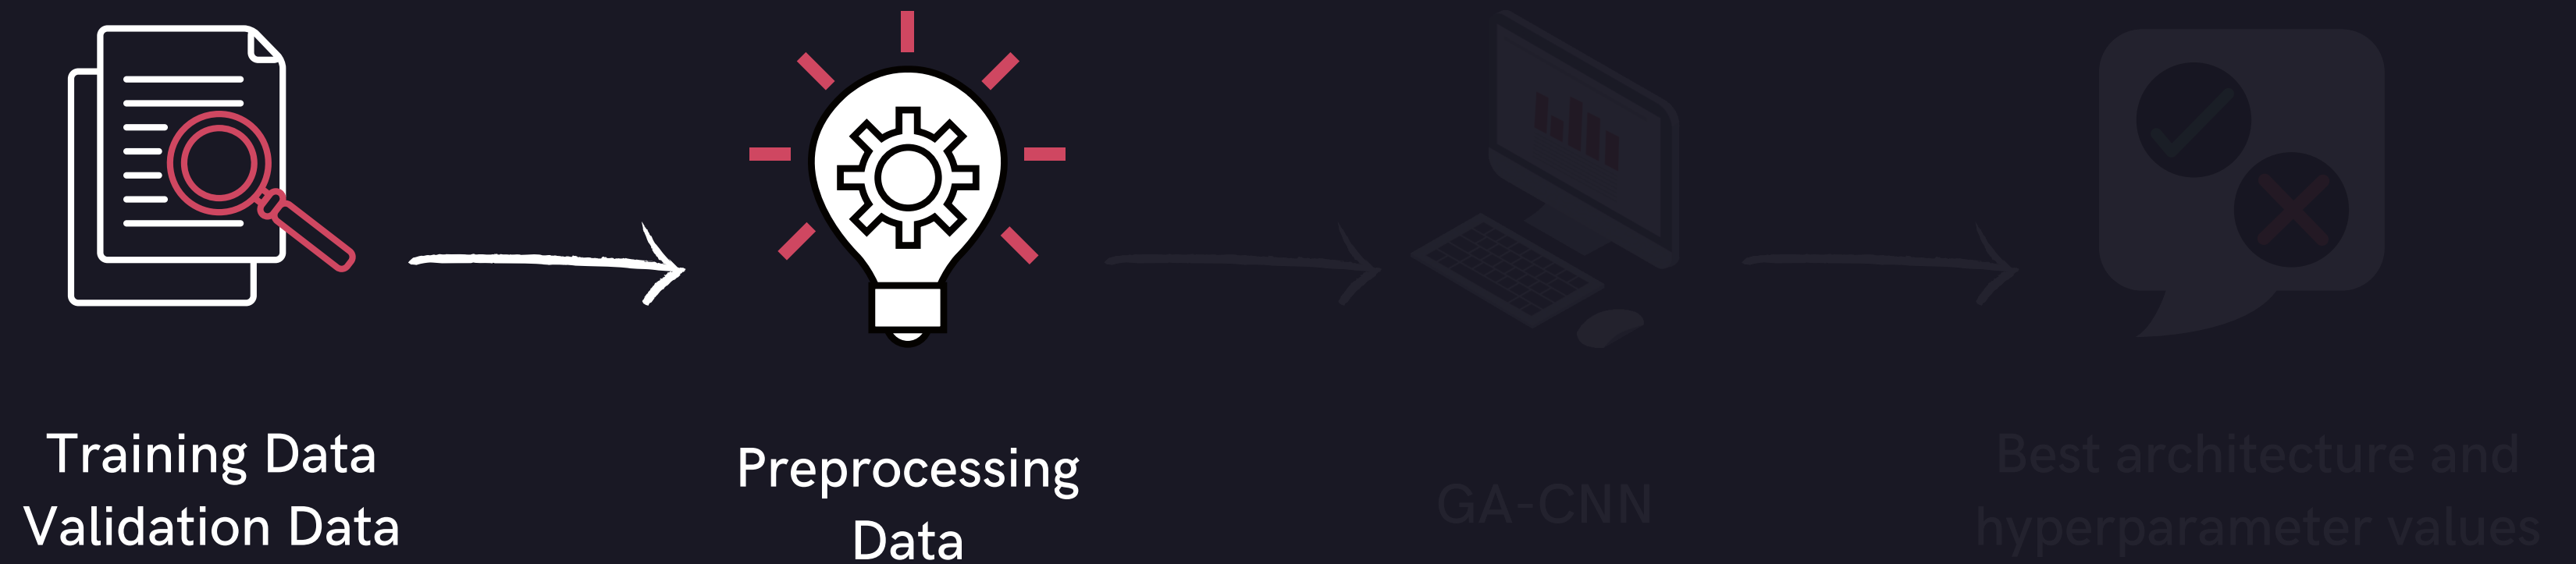 Training Data
Validation Data
Preprocessing
Data
GA-CNN
Best architecture and
hyperparameter values